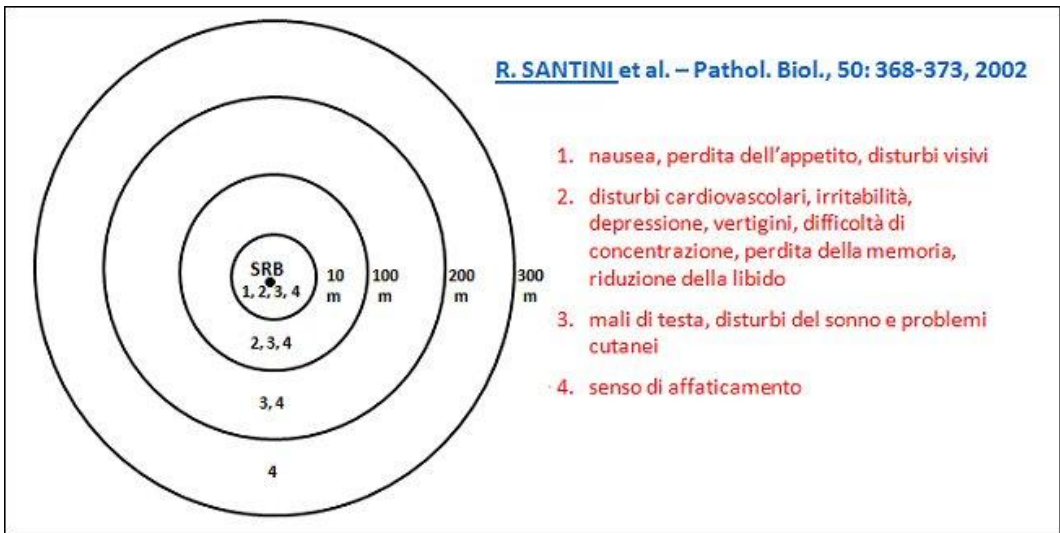 R. SANTINI et al. – Pathol. Biol., 50: 368-373, 2002
1. nausea, perdita dell'appetito, disturbi visivi
2. disturbi cardiovascolari, irritabilità,
depressione, vertigini, difficoltà di
concentrazione, perdita della memoria,
riduzione della libido
3. mali di testa, disturbi del sonno e problemi
cutanei
4. senso di affaticamento
SRB
1, 2, 3, 4
10 m
100 m
200 m
300 m
2, 3, 4
3, 4
4